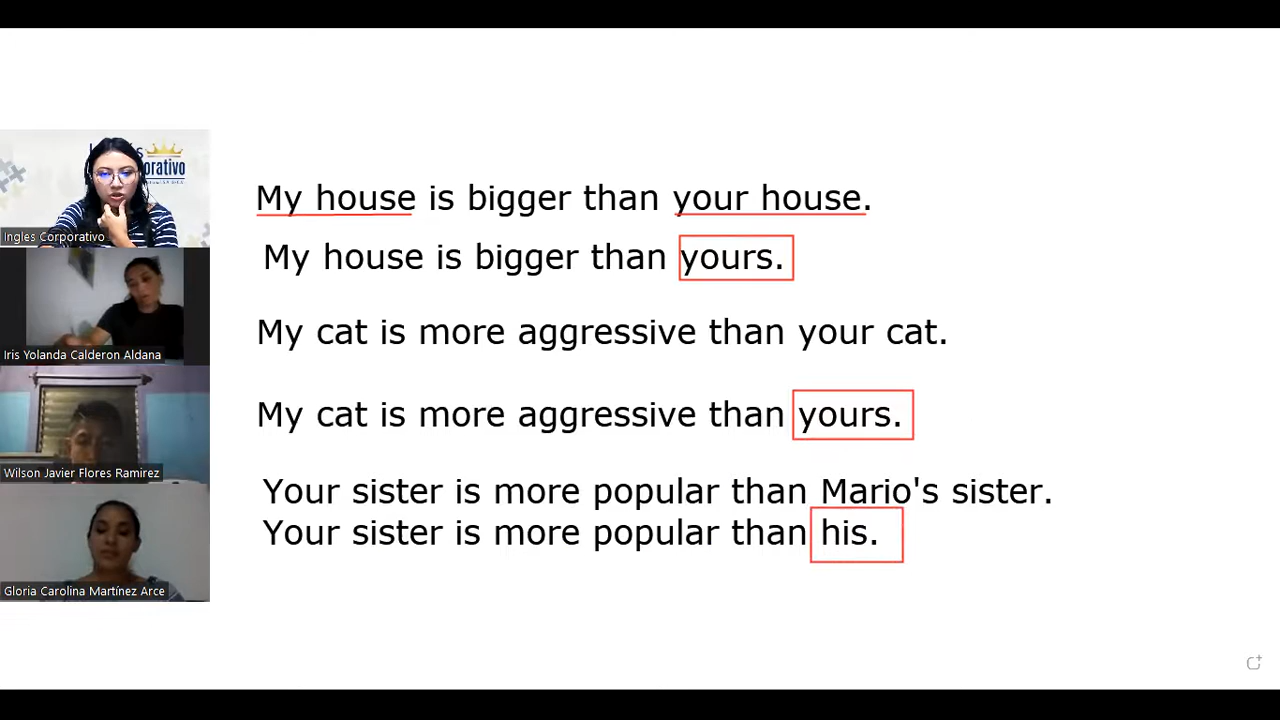 orativo
Ingles Corporativo
Iris Yolanda Calderon Aldana
Wilson Javier Flores Ramirez
Gloria Carolina Martínez Arce
My house is bigger than your house.
My house is bigger than yours.
My cat is more aggressive than your cat.
My cat is more aggressive than yours.
Your sister is more popular than Mario's sister.
Your sister is more popular than his.